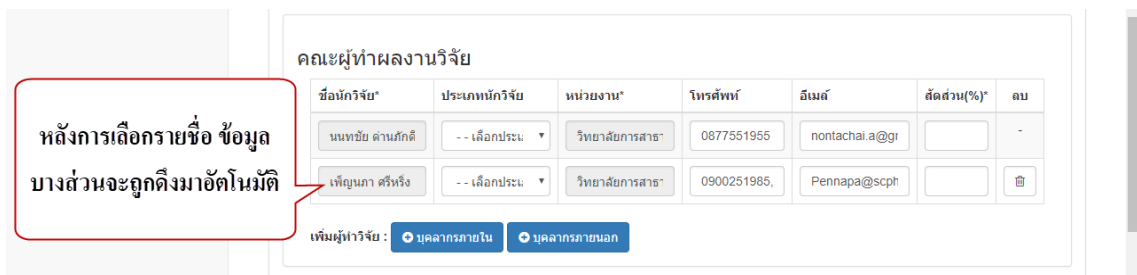 คณะผู้ทำผลงานวิจัย
ชื่อนักวิจัย* ประเภทนักวิจัย หน่วยงาน* โทรศัพท์ อีเมล์ สัดส่วน(%)* ลบ
นนทชัย ด่านภักดี - - เลือกประเ วิทยาลัยการสาธา 0877551955 nontachai.a@gr -
เพ็ญนภา ศรีหริ่ง - - เลือกประเ วิทยาลัยการสาธา 0900251985, Pennapa@scph
เพิ่มผู้ทำวิจัย : บุคลากรภายใน บุคลากรภายนอก
หลังการเลือกรายชื่อ ข้อมูล
บางส่วนจะถูกดึงมาอัตโนมัติ